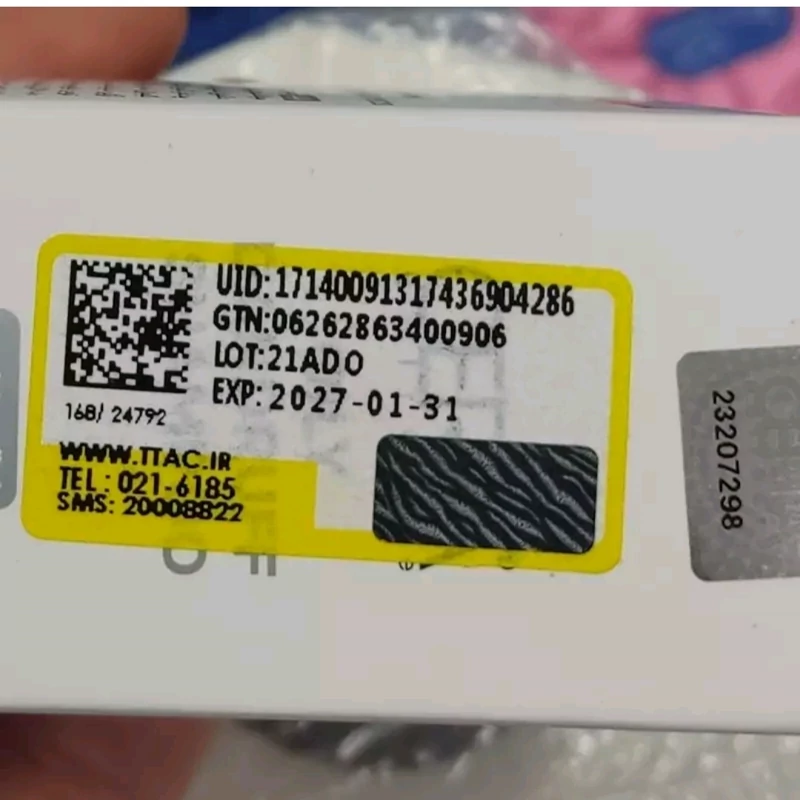 UID:17140091317436904286
GTN:06262863400906
LOT:21ADO
EXP:2027-01-31
168/ 24792
WWW.TTAC.IR
TEL : 021-6185
SMS: 20008822
23207298